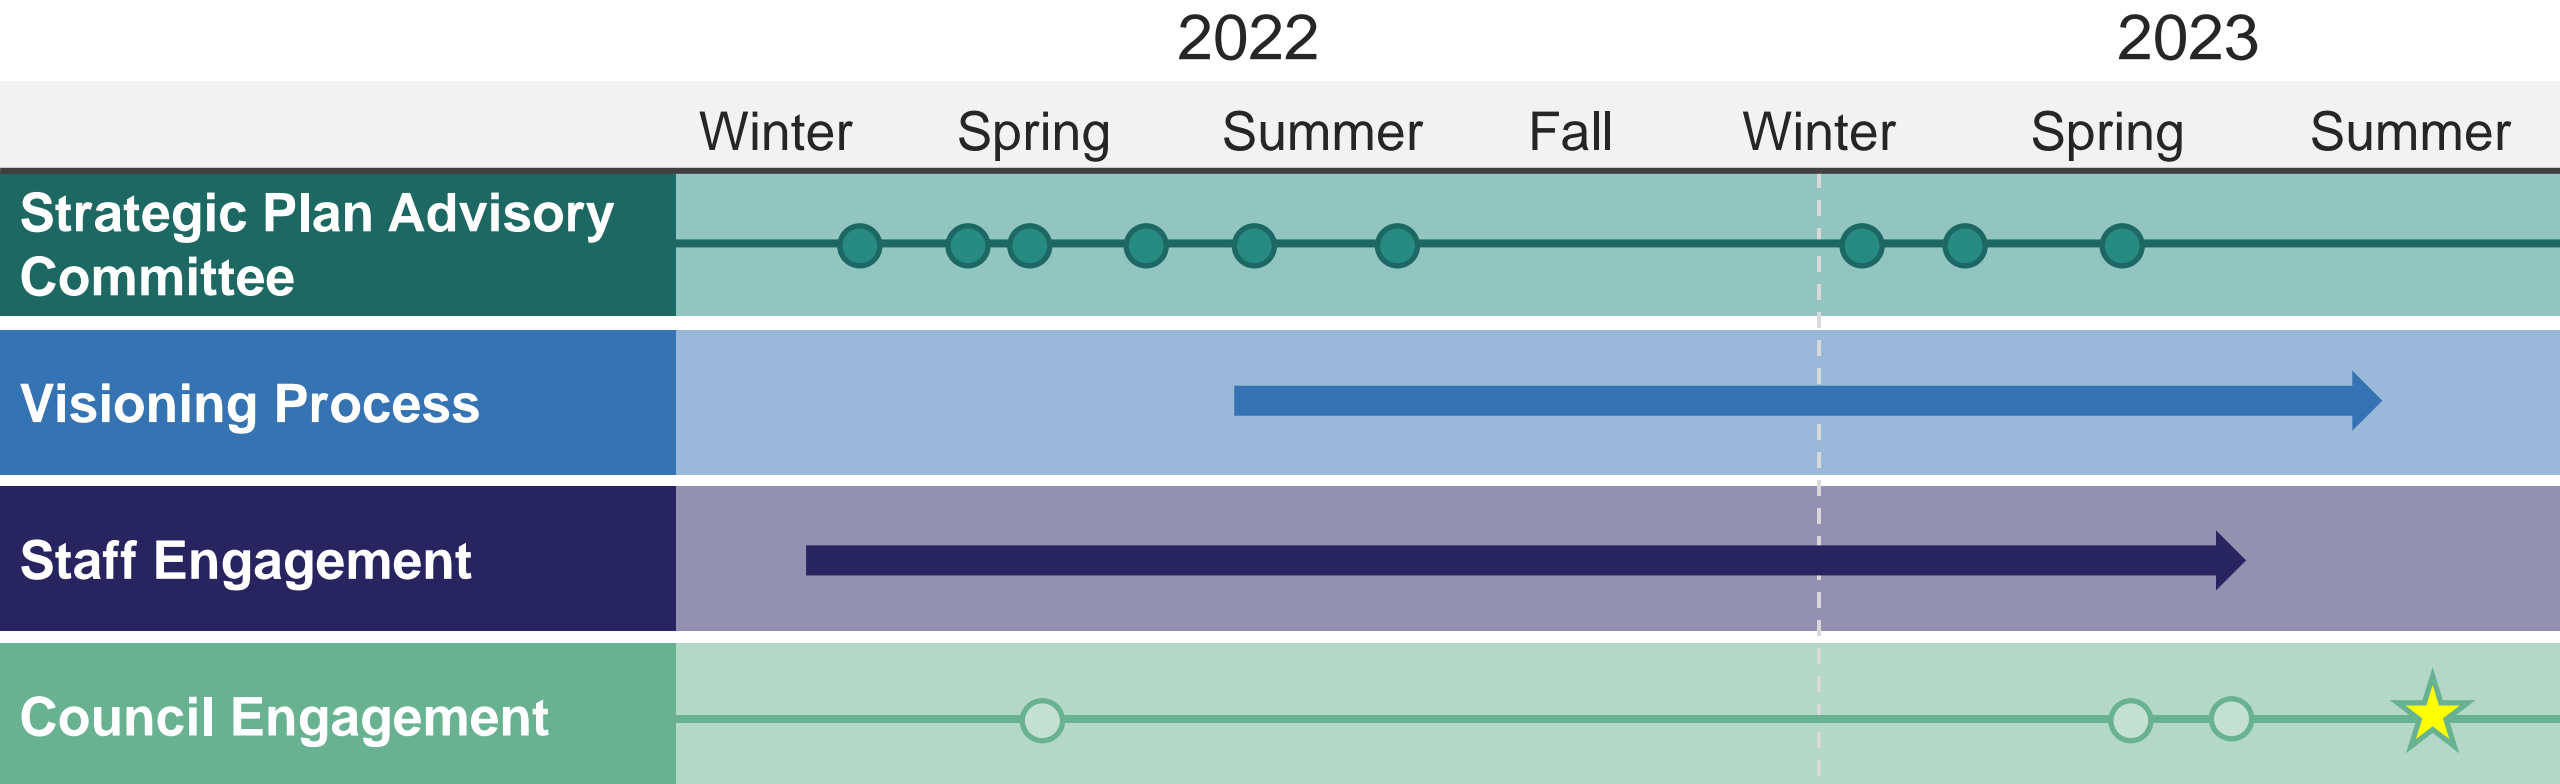 2022 2023
Winter Spring Summer Fall Winter Spring Summer
Strategic Plan Advisory
Committee
Visioning Process
Staff Engagement
Council Engagement